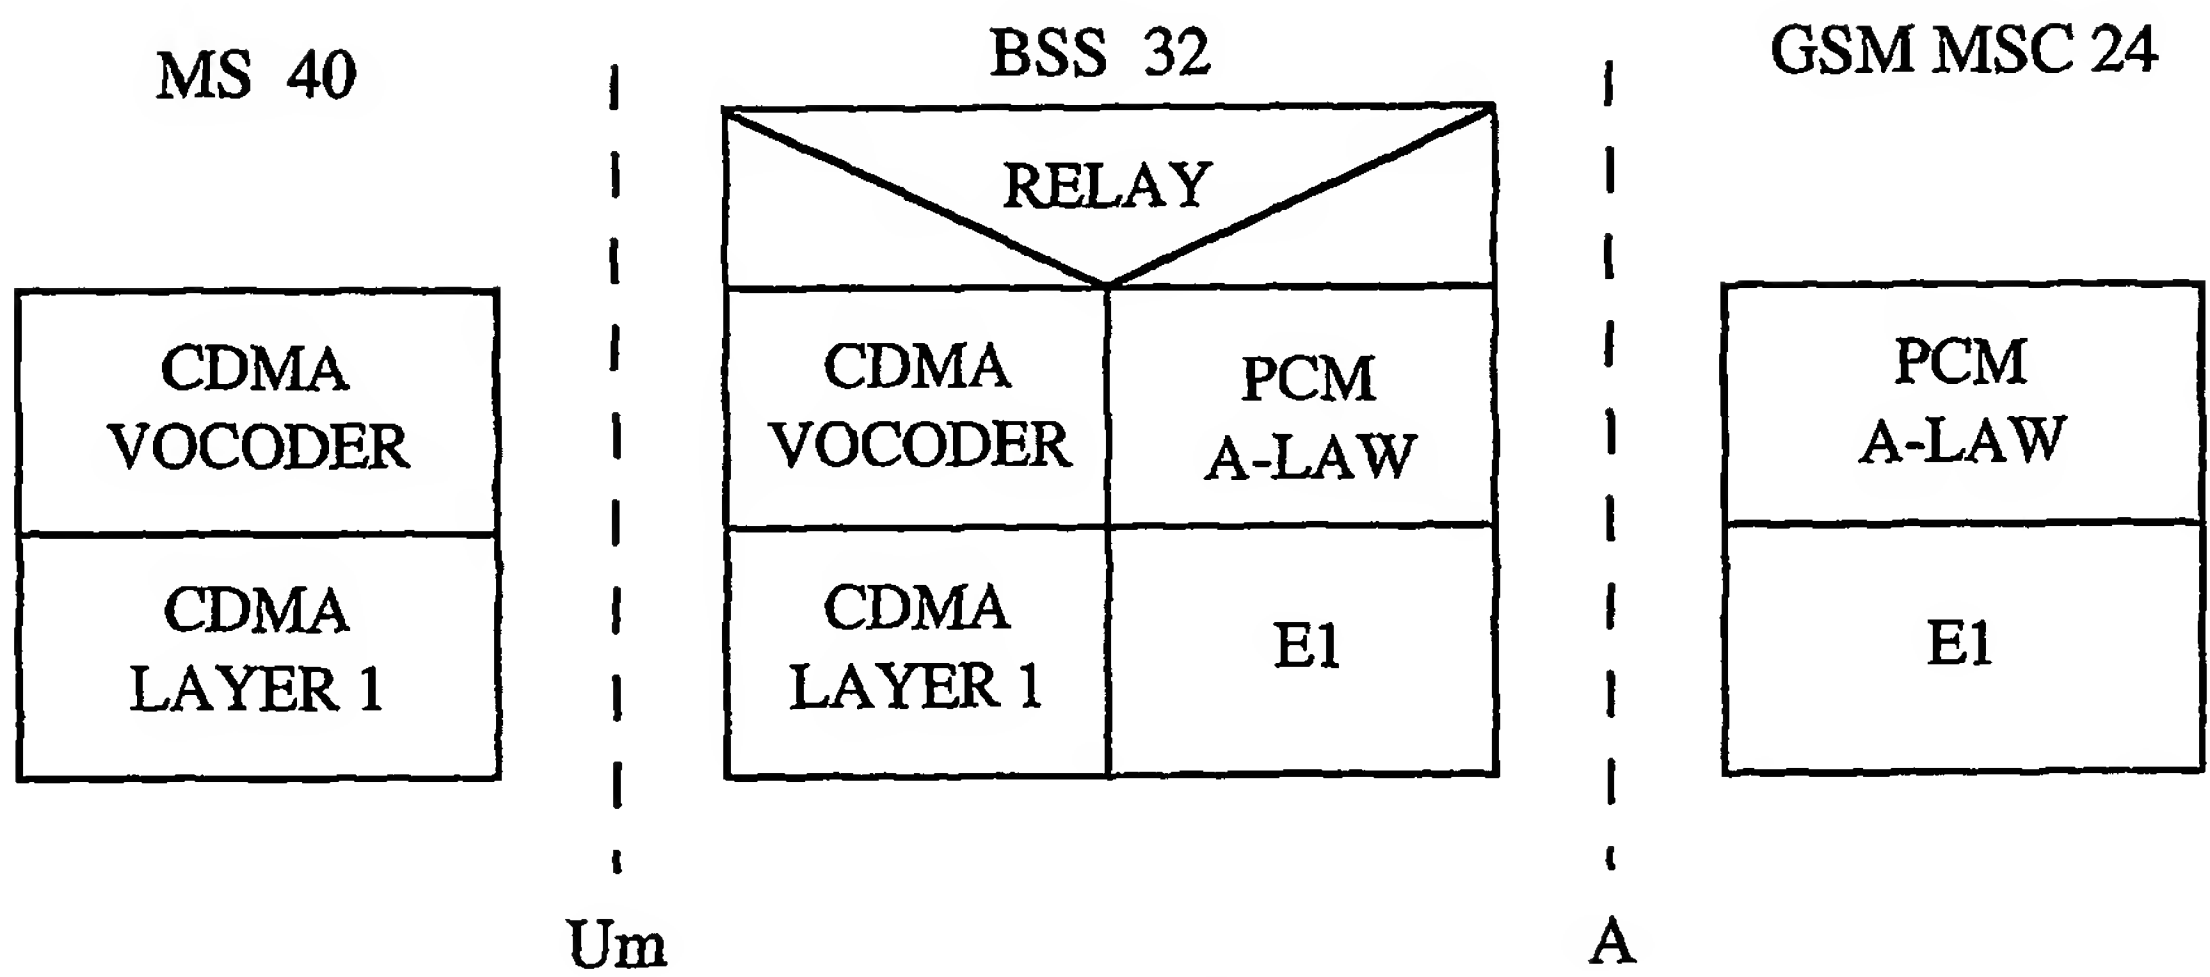 MS 40
BSS 32
GSM MSC 24
RELAY
CDMA
VOCODER
CDMA
VOCODER
PCM
A-LAW
PCM
A-LAW
CDMA
LAYER 1
CDMA
LAYER 1
E1
E1
Um
A